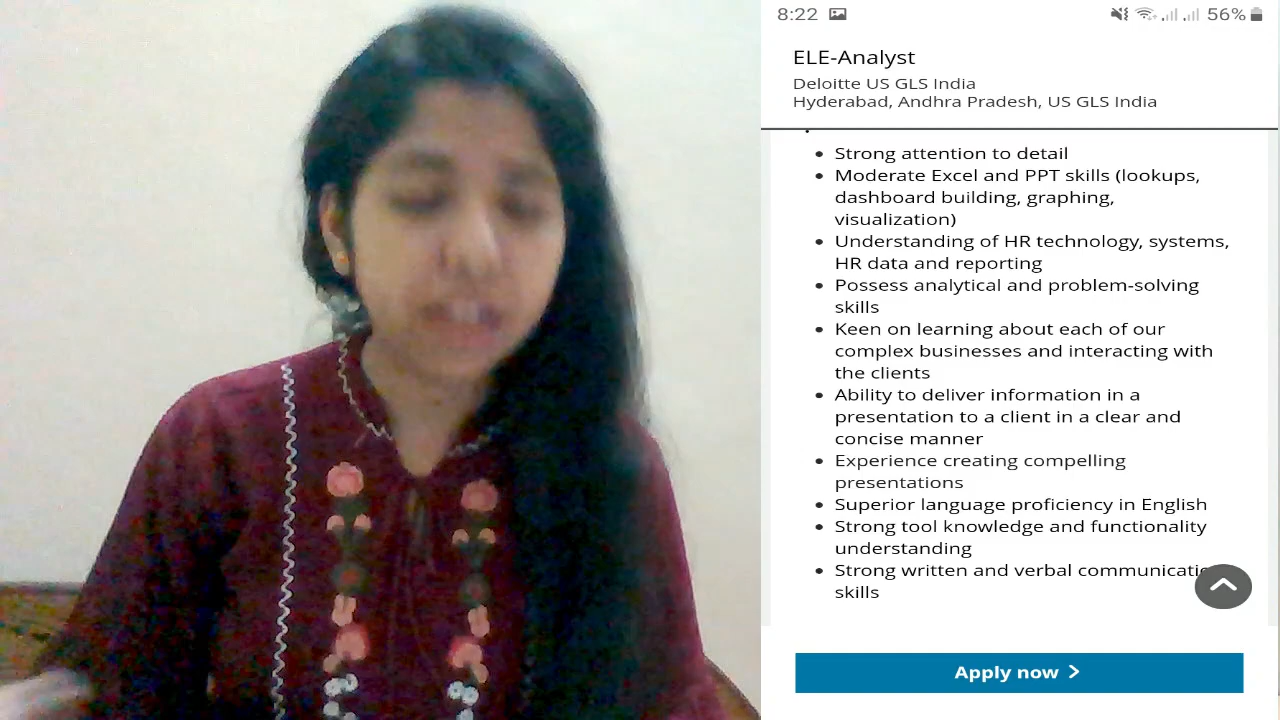 8:22
56%
ELE-Analyst
Deloitte US GLS India
Hyderabad, Andhra Pradesh, US GLS India
Strong attention to detail
Moderate Excel and PPT skills (lookups,
dashboard building, graphing,
visualization)
Understanding of HR technology, systems,
HR data and reporting
Possess analytical and problem-solving
skills
Keen on learning about each of our
complex businesses and interacting with
the clients
Ability to deliver information in a
presentation to a client in a clear and
concise manner
Experience creating compelling
presentations
Superior language proficiency in English
Strong tool knowledge and functionality
understanding
Strong written and verbal communicatio
skills
Apply now